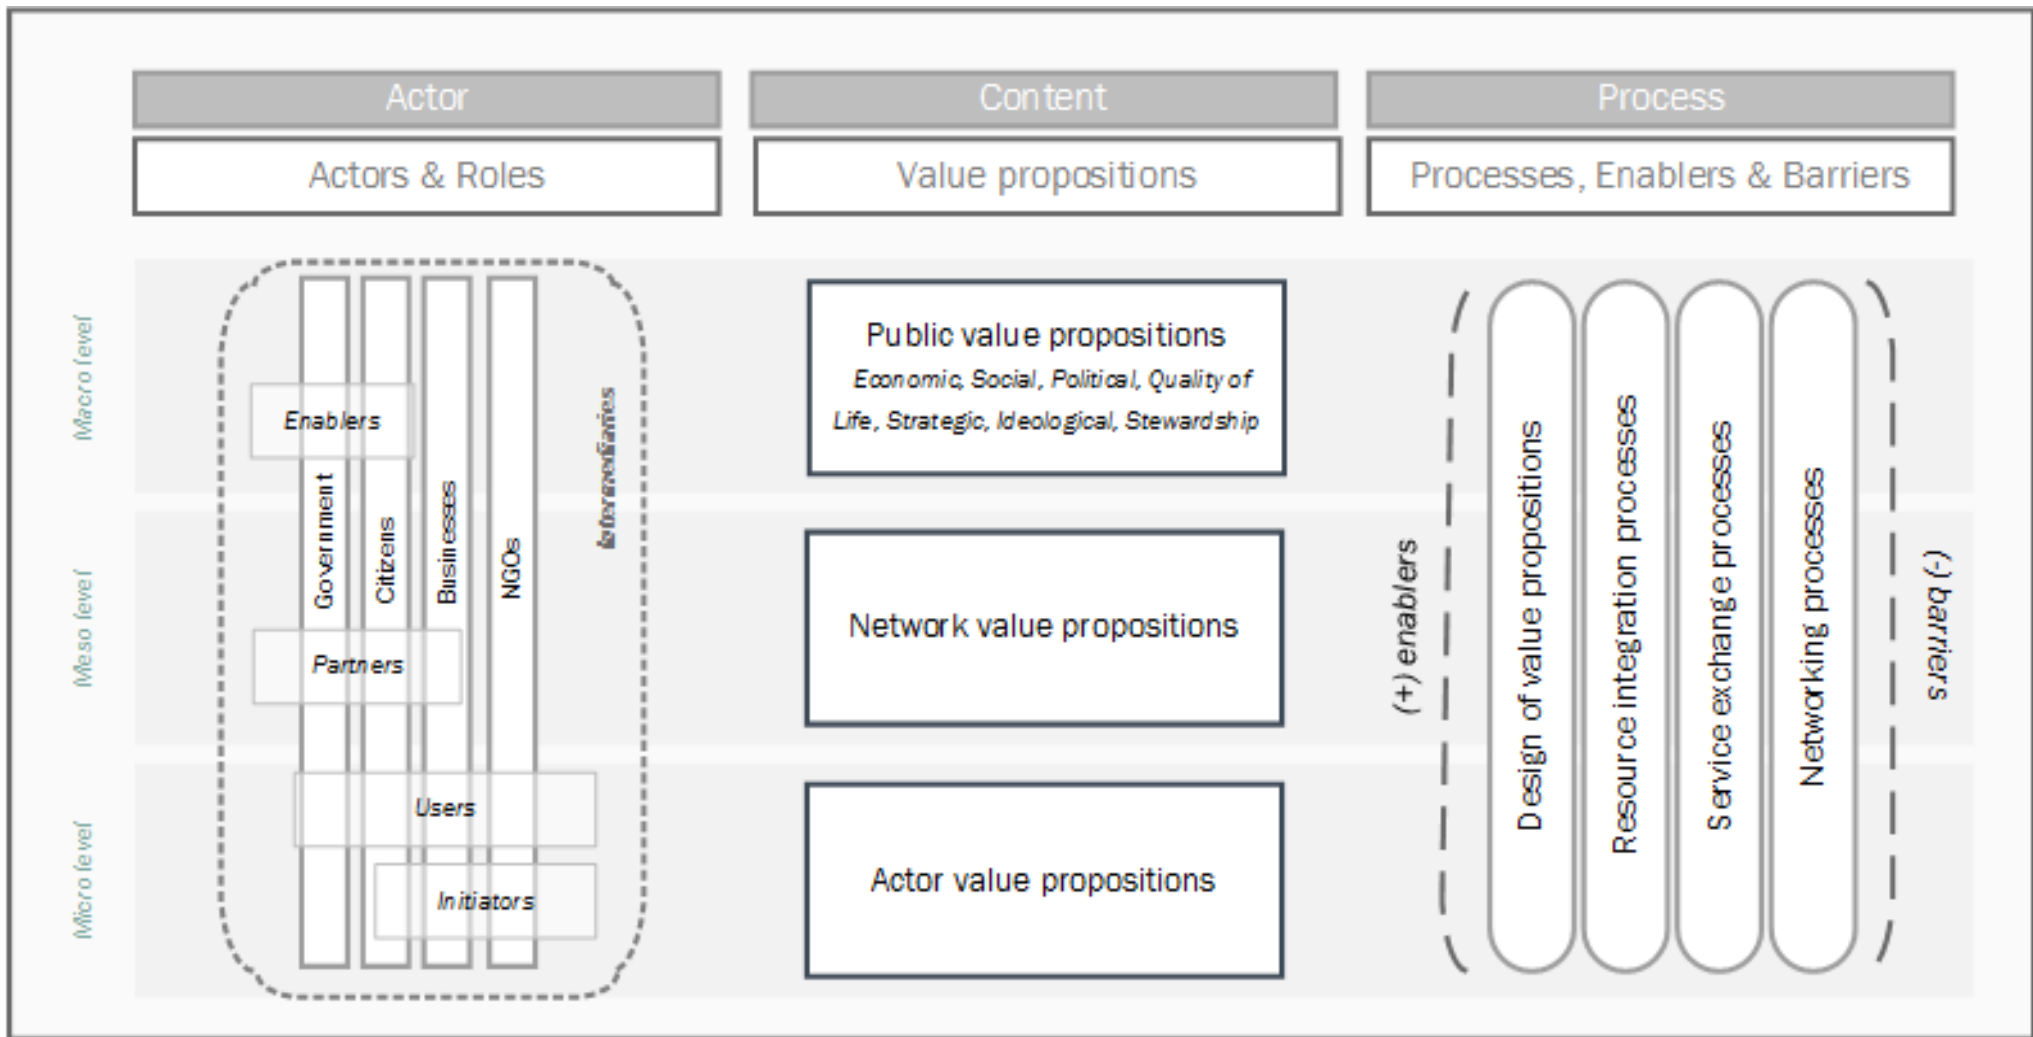 Actor
Content
Process
Actors & Roles
Value propositions
Processes, Enablers & Barriers
Macro level
Meso level
Micro level
Enablers
Partners
Users
Initiators
Government
Citizens
Businesses
NGOs
Intermediaries
Public value propositions
Economic, Social, Political, Quality of
Life, Strategic, Ideological, Stewardship
Network value propositions
Actor value propositions
(+) enablers
Design of value propositions
Resource integration processes
Service exchange processes
Networking processes
(-) barriers